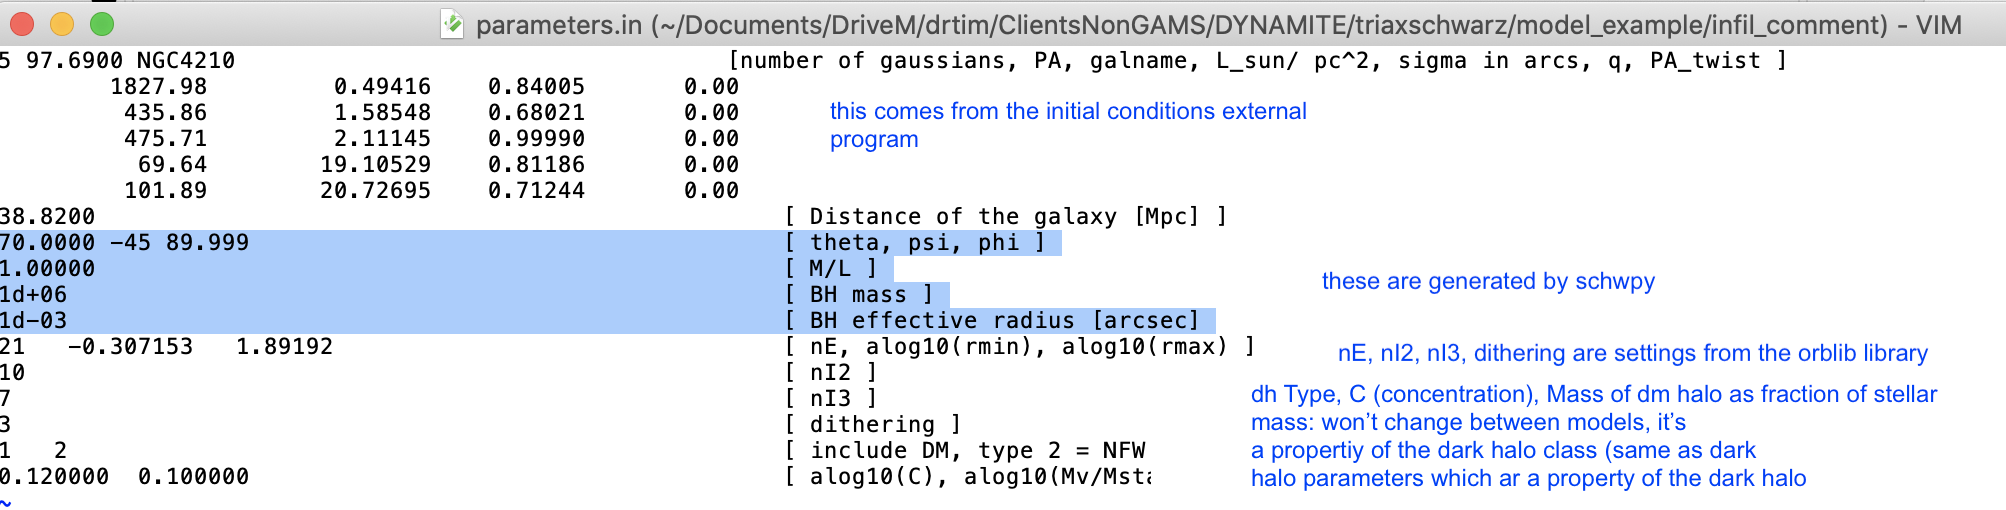 parameters.in (~/Documents/DriveM/drtim/ClientsNonGAMS/DYNAMITE/triaxschwarz/model_example/infil_comment) - VIM
5 97.6900 NGC4210 [number of gaussians, PA, galname, L_sun/ pc^2, sigma in arcs, q, PA_twist ]
1827.98 0.49416 0.84005 0.00
435.86 1.58548 0.68021 0.00
475.71 2.11145 0.99990 0.00
69.64 19.10529 0.81186 0.00
101.89 20.72695 0.71244 0.00
this comes from the initial conditions external
program
38.8200 [ Distance of the galaxy [Mpc] ]
70.0000 -45 89.999 [ theta, psi, phi ]
1.00000 [ M/L ]
1d+06 [ BH mass ]
1d-03 [ BH effective radius [arcsec]
these are generated by schwpy
21 -0.307153 1.89192 [ nE, alog10(rmin), alog10(rmax) ]
10 [ nI2 ]
7 [ nI3 ]
3 [ dithering ]
1 2 [ include DM, type 2 = NFW
0.120000 0.100000 [ alog10(C), alog10(Mv/Msta
nE, nI2, nI3, dithering are settings from the orblib library
dh Type, C (concentration), Mass of dm halo as fraction of stellar
mass: won't change between models, it's
a propertiy of the dark halo class (same as dark
halo parameters which ar a property of the dark halo
~